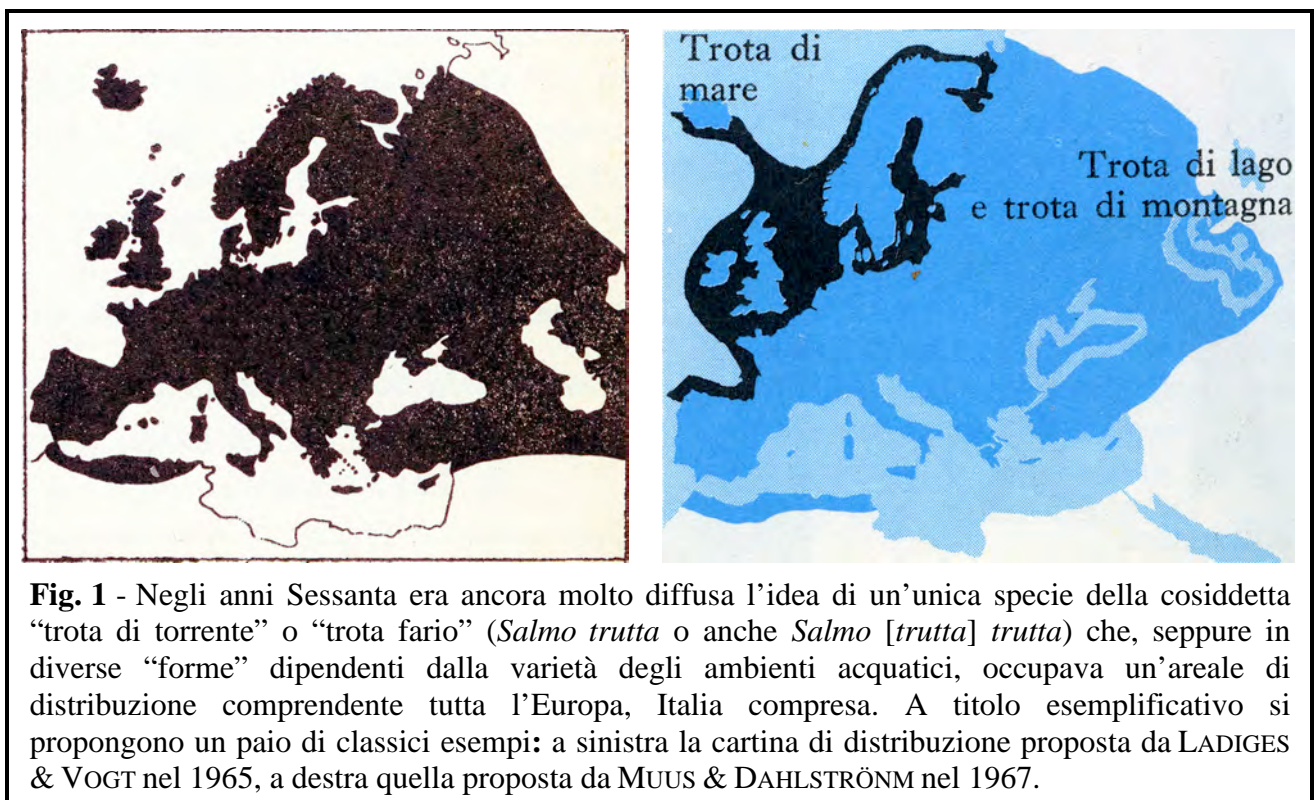 Trota di
mare
Trota di lago
e trota di montagna
Fig. 1 - Negli anni Sessanta era ancora molto diffusa l’idea di un’unica specie della cosiddetta
“trota di torrente” o “trota fario” (Salmo trutta o anche Salmo [trutta] trutta) che, seppure in
diverse “forme” dipendenti dalla varietà degli ambienti acquatici, occupava un’areale di
distribuzione comprendente tutta l’Europa, Italia compresa. A titolo esemplificativo si
propongono un paio di classici esempi: a sinistra la cartina di distribuzione proposta da LADIGES
& VOGT nel 1965, a destra quella proposta da MUUS & DAHLSTRÖNM nel 1967.